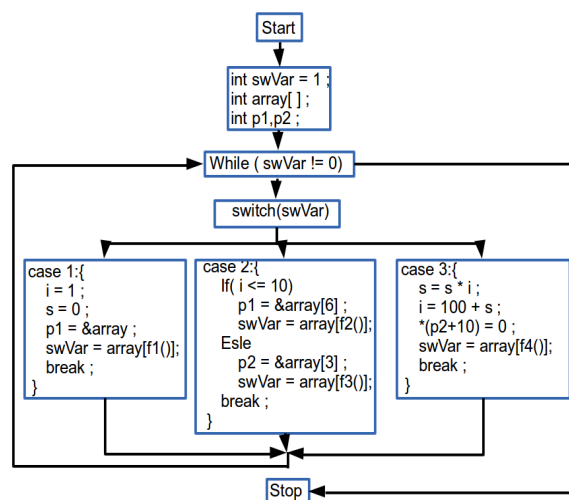 Start
int swVar = 1 ;
int array[ ] ;
int p1,p2 ;
While ( swVar != 0)
switch(swVar)
case 1:{
i = 1 ;
s = 0 ;
p1 = &array ;
swVar = array[f1()];
break ;
}
case 2:{
If( i <= 10)
p1 = &array[6] ;
swVar = array[f2()];
Esle
p2 = &array[3] ;
swVar = array[f3()];
break ;
}
case 3:{
s = s * i ;
i = 100 + s ;
*(p2+10) = 0 ;
swVar = array[f4()];
break ;
}
Stop